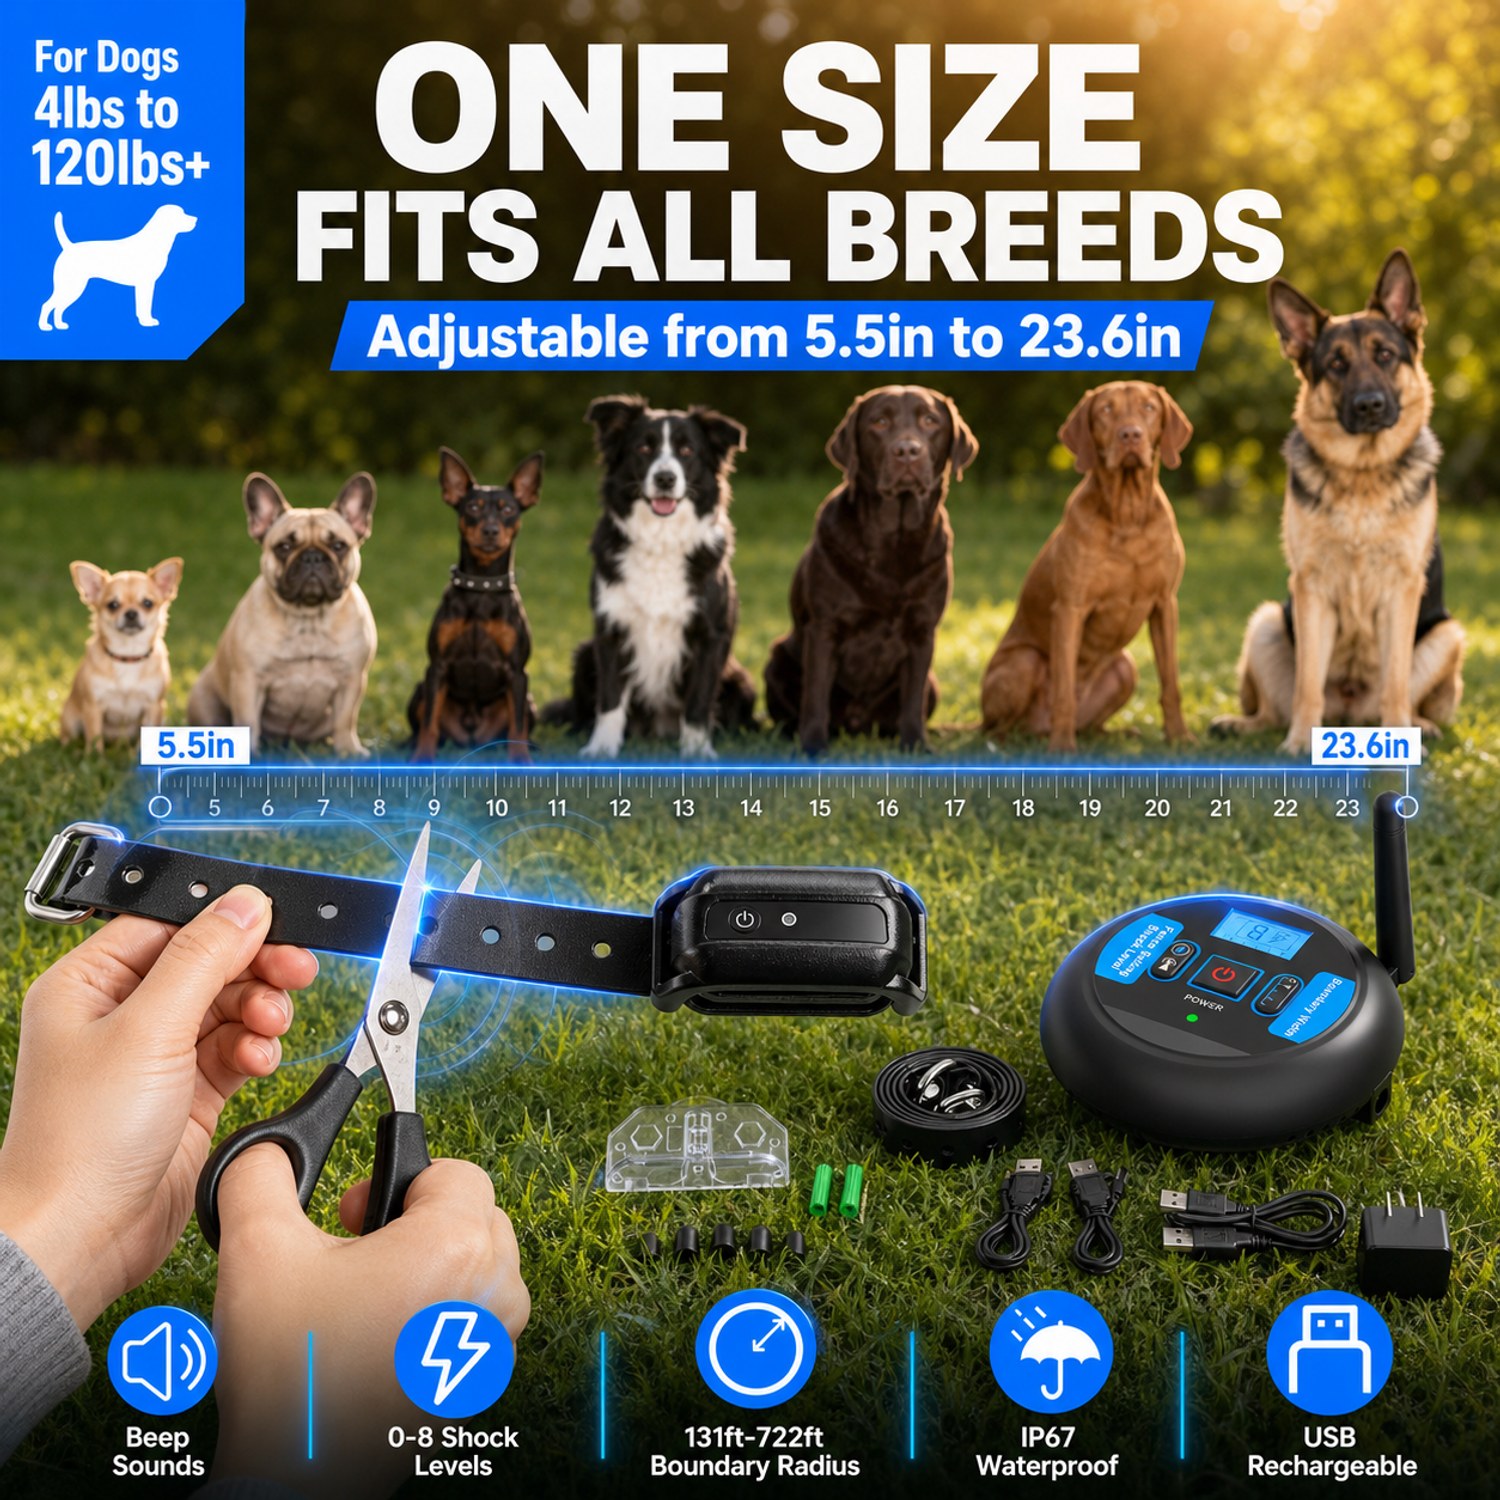 For Dogs
4lbs to
120lbs+
ONE SIZE
FITS ALL BREEDS
Adjustable from 5.5in to 23.6in
5.5in
23.6in
5 6 7 8 9 10 11 12 13 14 15 16 17 18 19 20 21 22 23
POWER
Boundary Width
Beep
Sounds
0-8 Shock
Levels
131ft-722ft
Boundary Radius
IP67
Waterproof
USB
Rechargeable